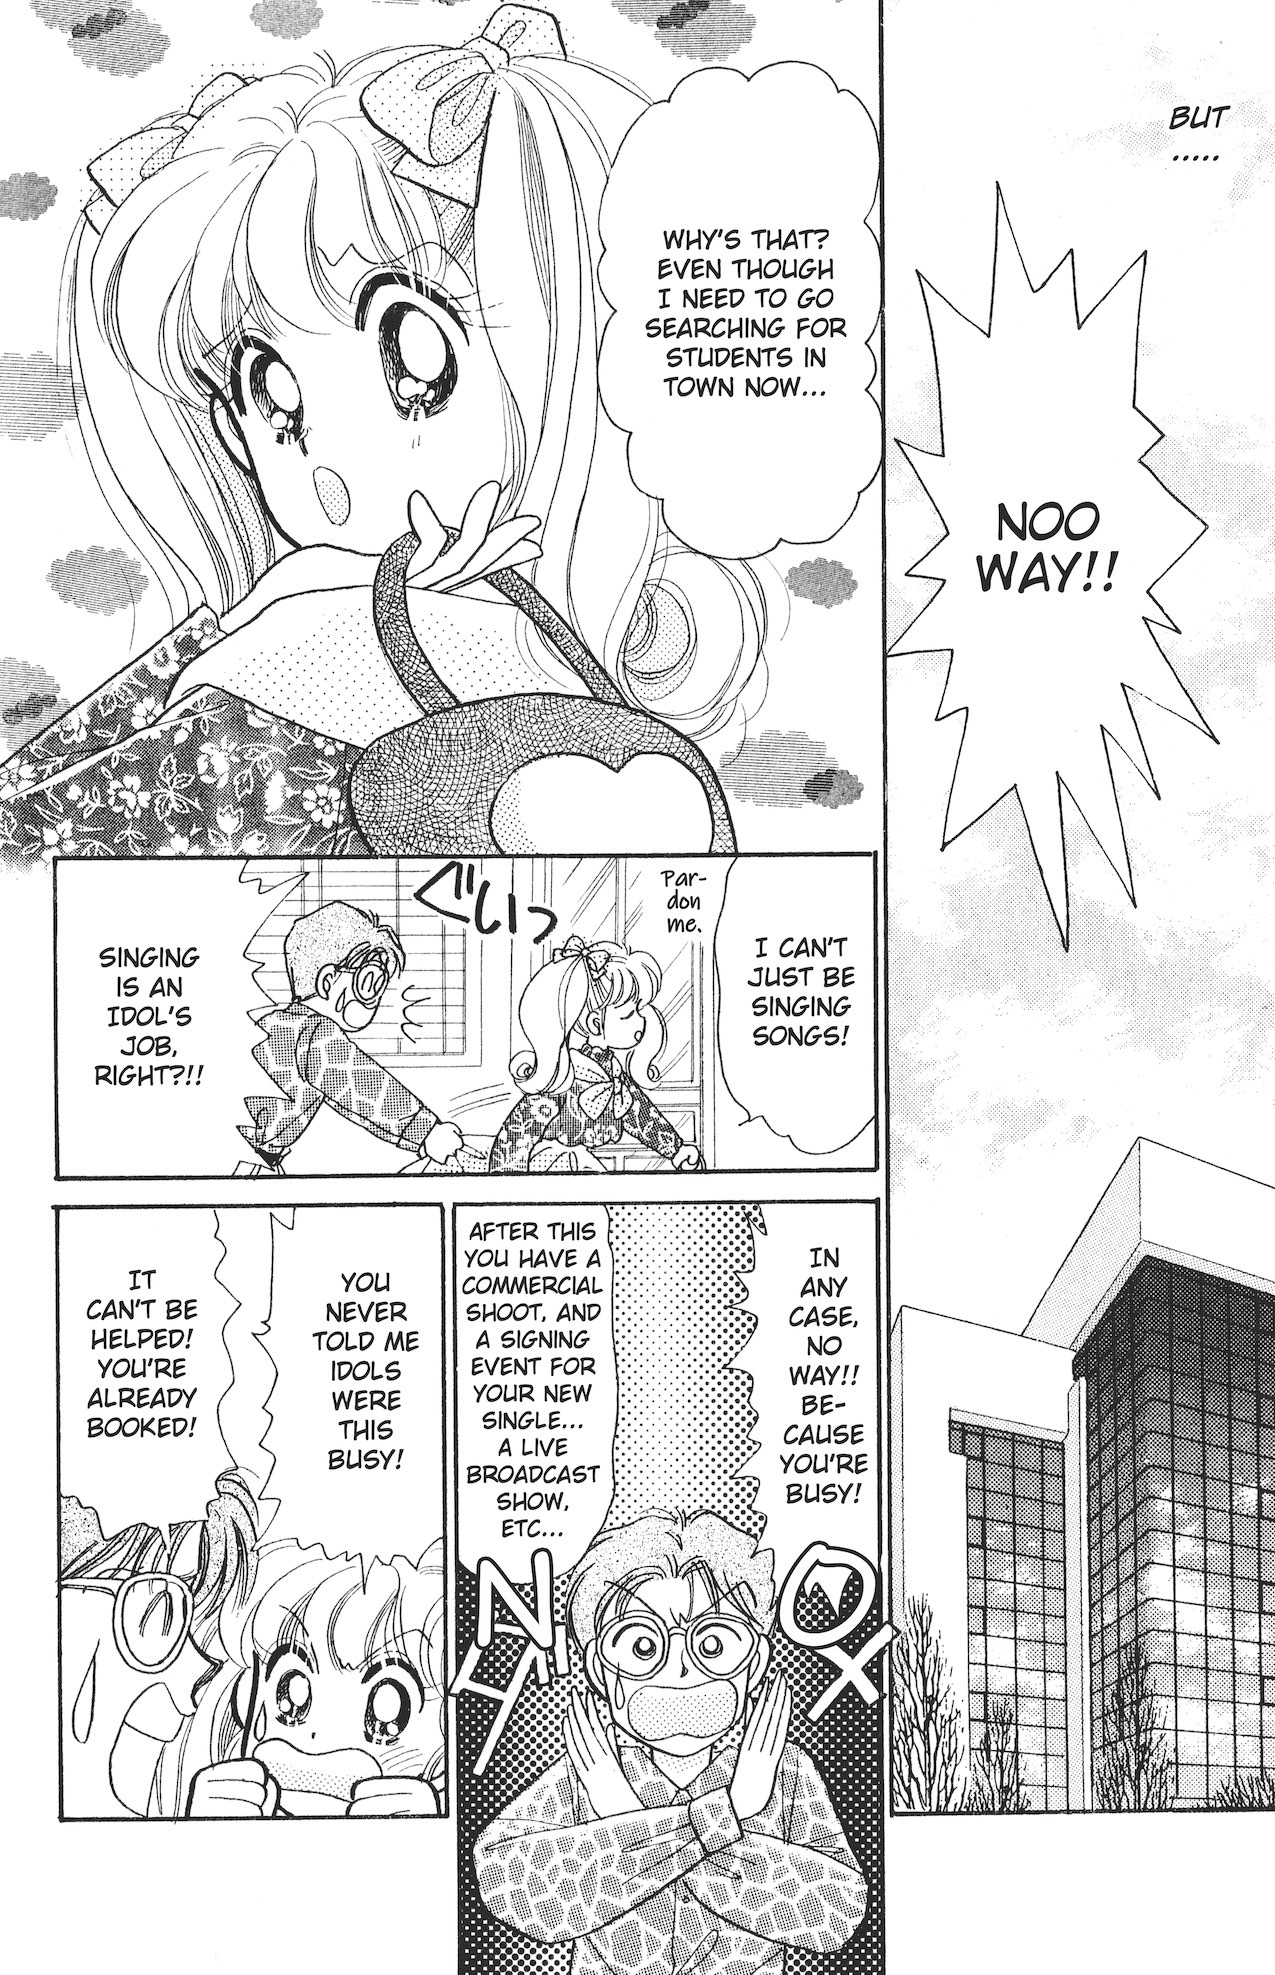 BUT
.....
NOO
WAY!!
WHY'S THAT?
EVEN THOUGH
I NEED TO GO
SEARCHING FOR
STUDENTS IN
TOWN NOW...
I CAN'T
JUST BE
SINGING
SONGS!
Par-
don
me.
ぐいっ
SINGING
IS AN
IDOL'S
JOB,
RIGHT?!!
IN
ANY
CASE,
NO
WAY!!
BE-
CAUSE
YOU'RE
BUSY!
AFTER THIS
YOU HAVE A
COMMERCIAL
SHOOT, AND
A SIGNING
EVENT FOR
YOUR NEW
SINGLE...
A LIVE
BROADCAST
SHOW,
ETC...
YOU
NEVER
TOLD ME
IDOLS
WERE
THIS
BUSY!
IT
CAN'T BE
HELPED!
YOU'RE
ALREADY
BOOKED!